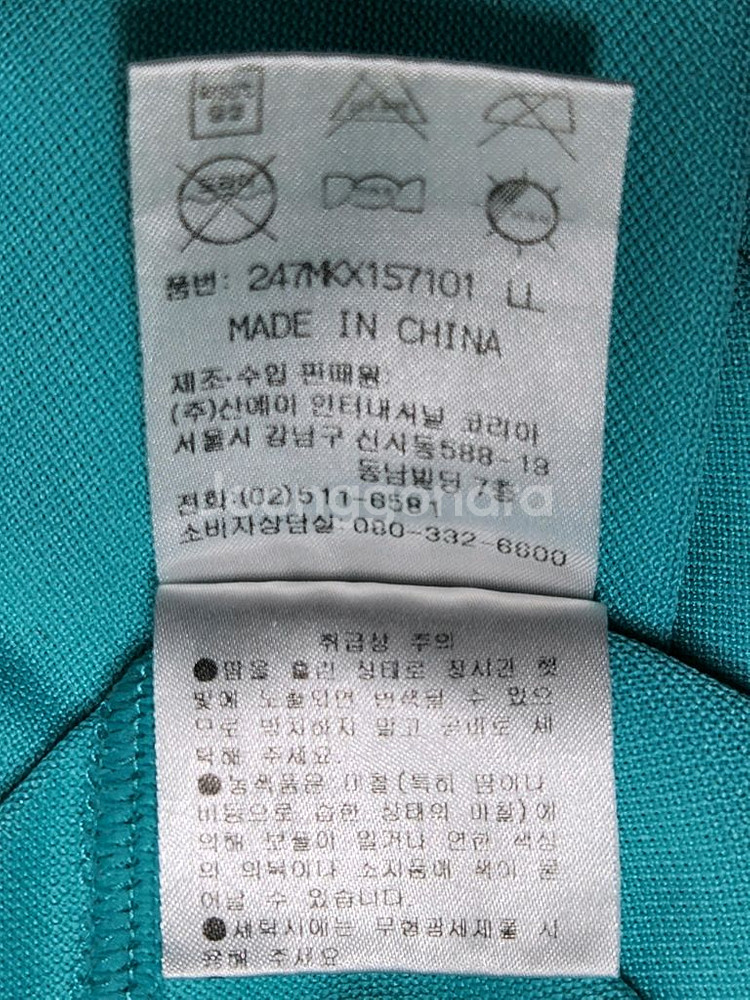 중성
드라이
품번: 247MKX1S7101 LF
MADE IN CHINA
제조·수입 판매원:
(주)산에이 인터내셔널 코리아
서울시 강남구 신사동588-18
동남빌딩 7층
전화:(02)511-6581
소비자상담실:080-332-6600
kyunggohara
취급상 주의
●땀을 흘린 상태로 장시간 햇
빛에 노출되면 변색될 수 있으
므로 방치하지 말고 곧바로 세
탁해 주세요.
●농색품은 마찰(특히 땀이나
비등으로 습한 상태의 마찰)에
의해 보풀이 일거나 연한 색상
의 의복이나 소지품에 색이 묻
어날 수 있습니다.
●세탁시에는 무형광세제를 사
용해 주세요